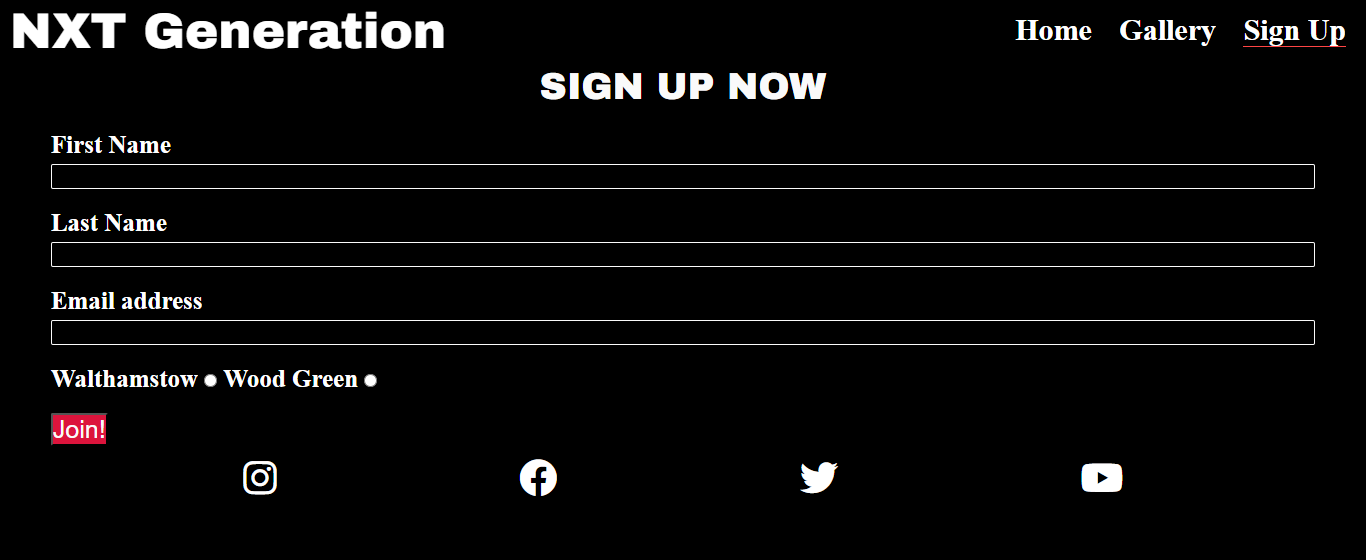 NXT Generation Home Gallery Sign Up
SIGN UP NOW
First Name
Last Name
Email address
Walthamstow Wood Green
Join!